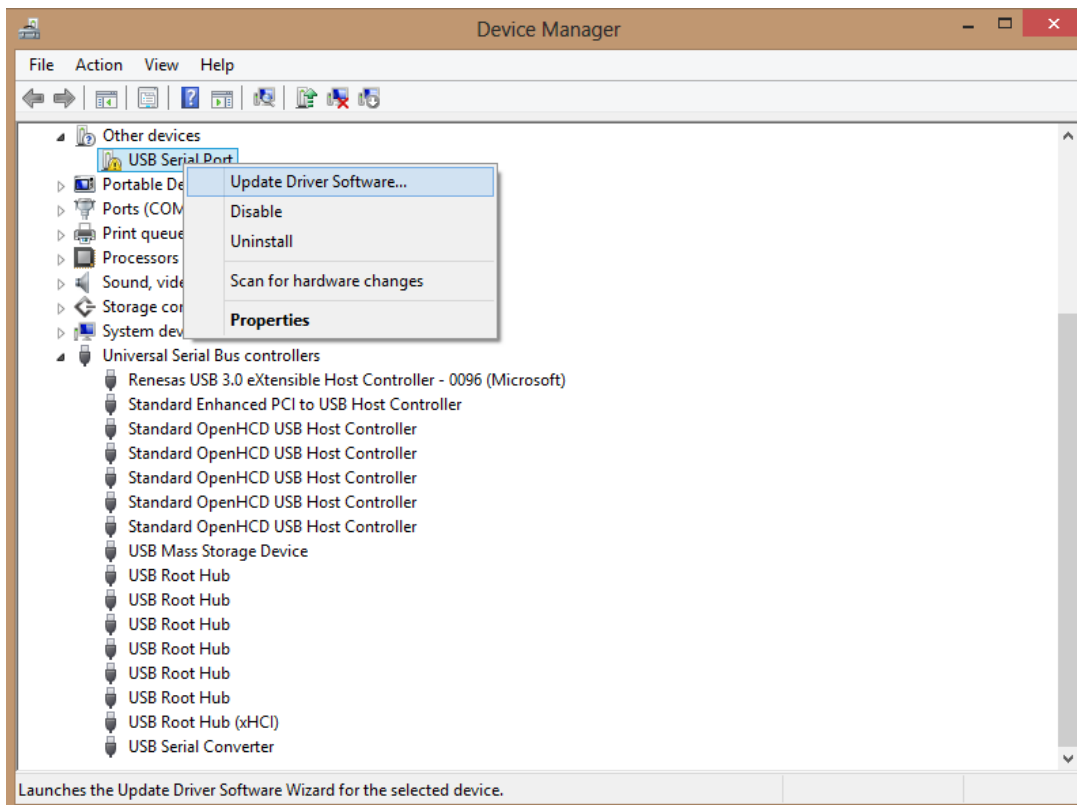 Device Manager
File Action View Help
Other devices
USB Serial Port
Update Driver Software...
Portable De
Disable
Ports (COM
Uninstall
Print queue
Processors
Scan for hardware changes
Sound, vide
Storage cor
Properties
System dev
Universal Serial Bus controllers
Renesas USB 3.0 eXtensible Host Controller - 0096 (Microsoft)
Standard Enhanced PCI to USB Host Controller
Standard OpenHCD USB Host Controller
Standard OpenHCD USB Host Controller
Standard OpenHCD USB Host Controller
Standard OpenHCD USB Host Controller
Standard OpenHCD USB Host Controller
USB Mass Storage Device
USB Root Hub
USB Root Hub
USB Root Hub
USB Root Hub
USB Root Hub
USB Root Hub
USB Root Hub (xHCI)
USB Serial Converter
Launches the Update Driver Software Wizard for the selected device.